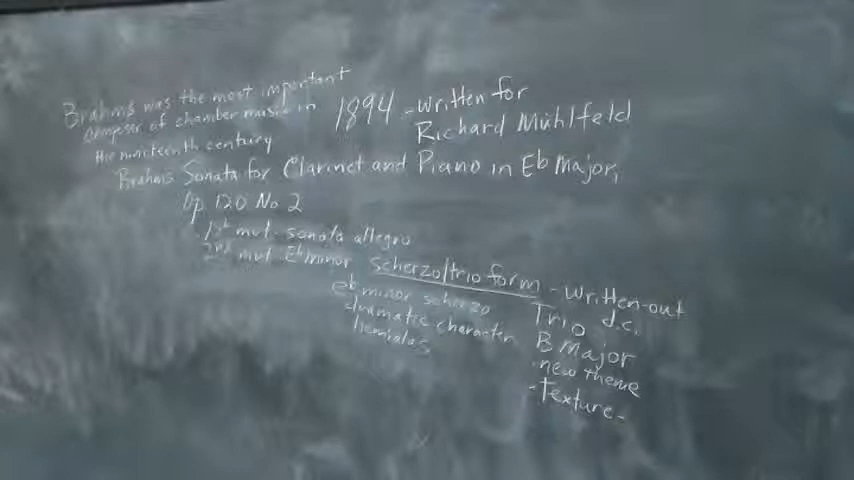 Brahms was the most important
composer of chamber music in
the nineteenth century
1894 - written for
Richard Mühlfeld
Brahms Sonata for Clarinet and Piano in Eb Major,
Op. 120 No 2
1st mvt - sonata allegro
2nd mvt Eb minor scherzo/trio form - written-out
d.c.
eb minor scherzo
dramatic character
hemiolas
Trio
B Major
. new theme
- Texture -